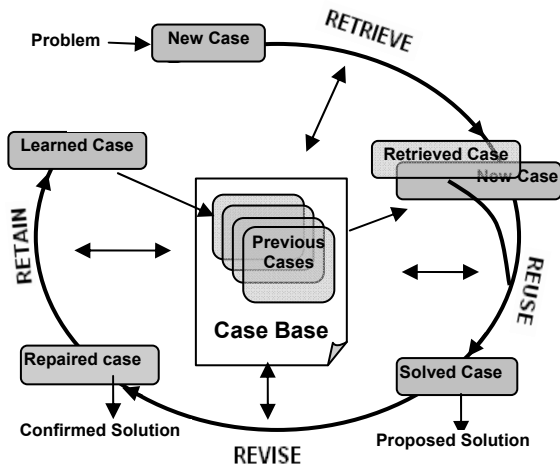 Problem
New Case
RETRIEVE
Learned Case
Retrieved Case
New Case
Previous
Cases
Case Base
RETAIN
REUSE
Repaired case
Solved Case
Confirmed Solution
REVISE
Proposed Solution